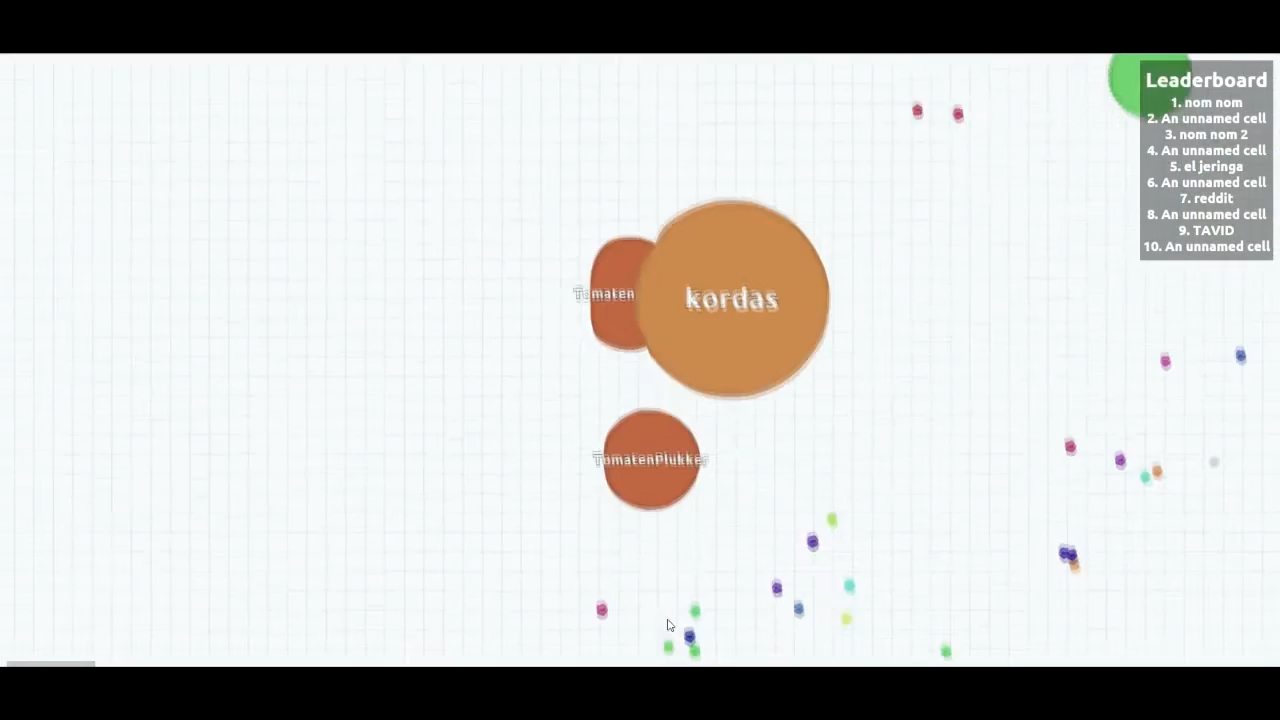 Leaderboard
1. nom nom
2. An unnamed cell
3. nom nom 2
4. An unnamed cell
5. el jeringa
6. An unnamed cell
7. reddit
8. An unnamed cell
9. TAVID
10. An unnamed cell
Tomaten
kordas
TomatenPlukker